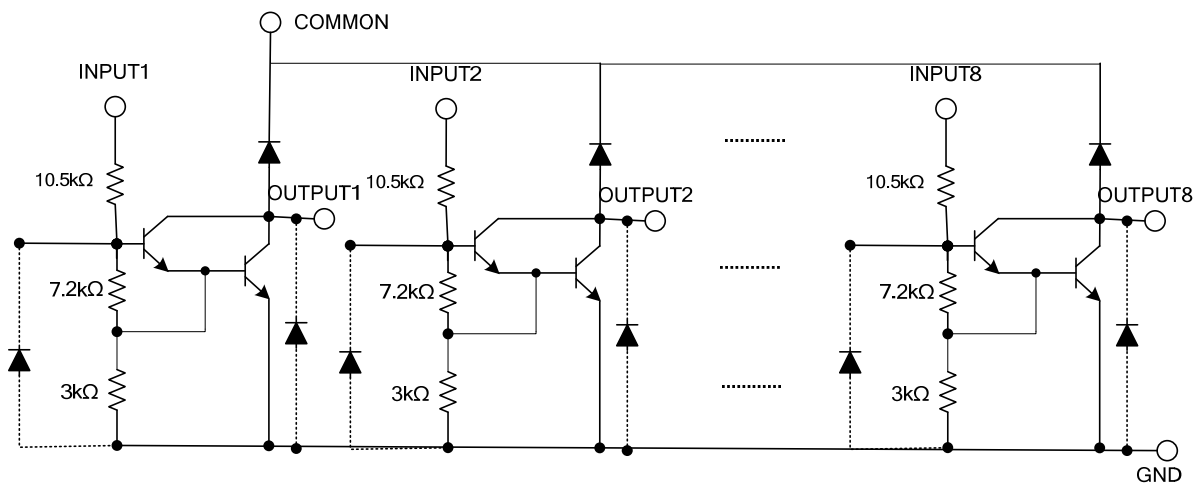 COMMON
INPUT1
INPUT2
INPUT8
10.5kΩ
10.5kΩ
10.5kΩ
OUTPUT1
OUTPUT2
OUTPUT8
7.2kΩ
7.2kΩ
7.2kΩ
3kΩ
3kΩ
3kΩ
GND